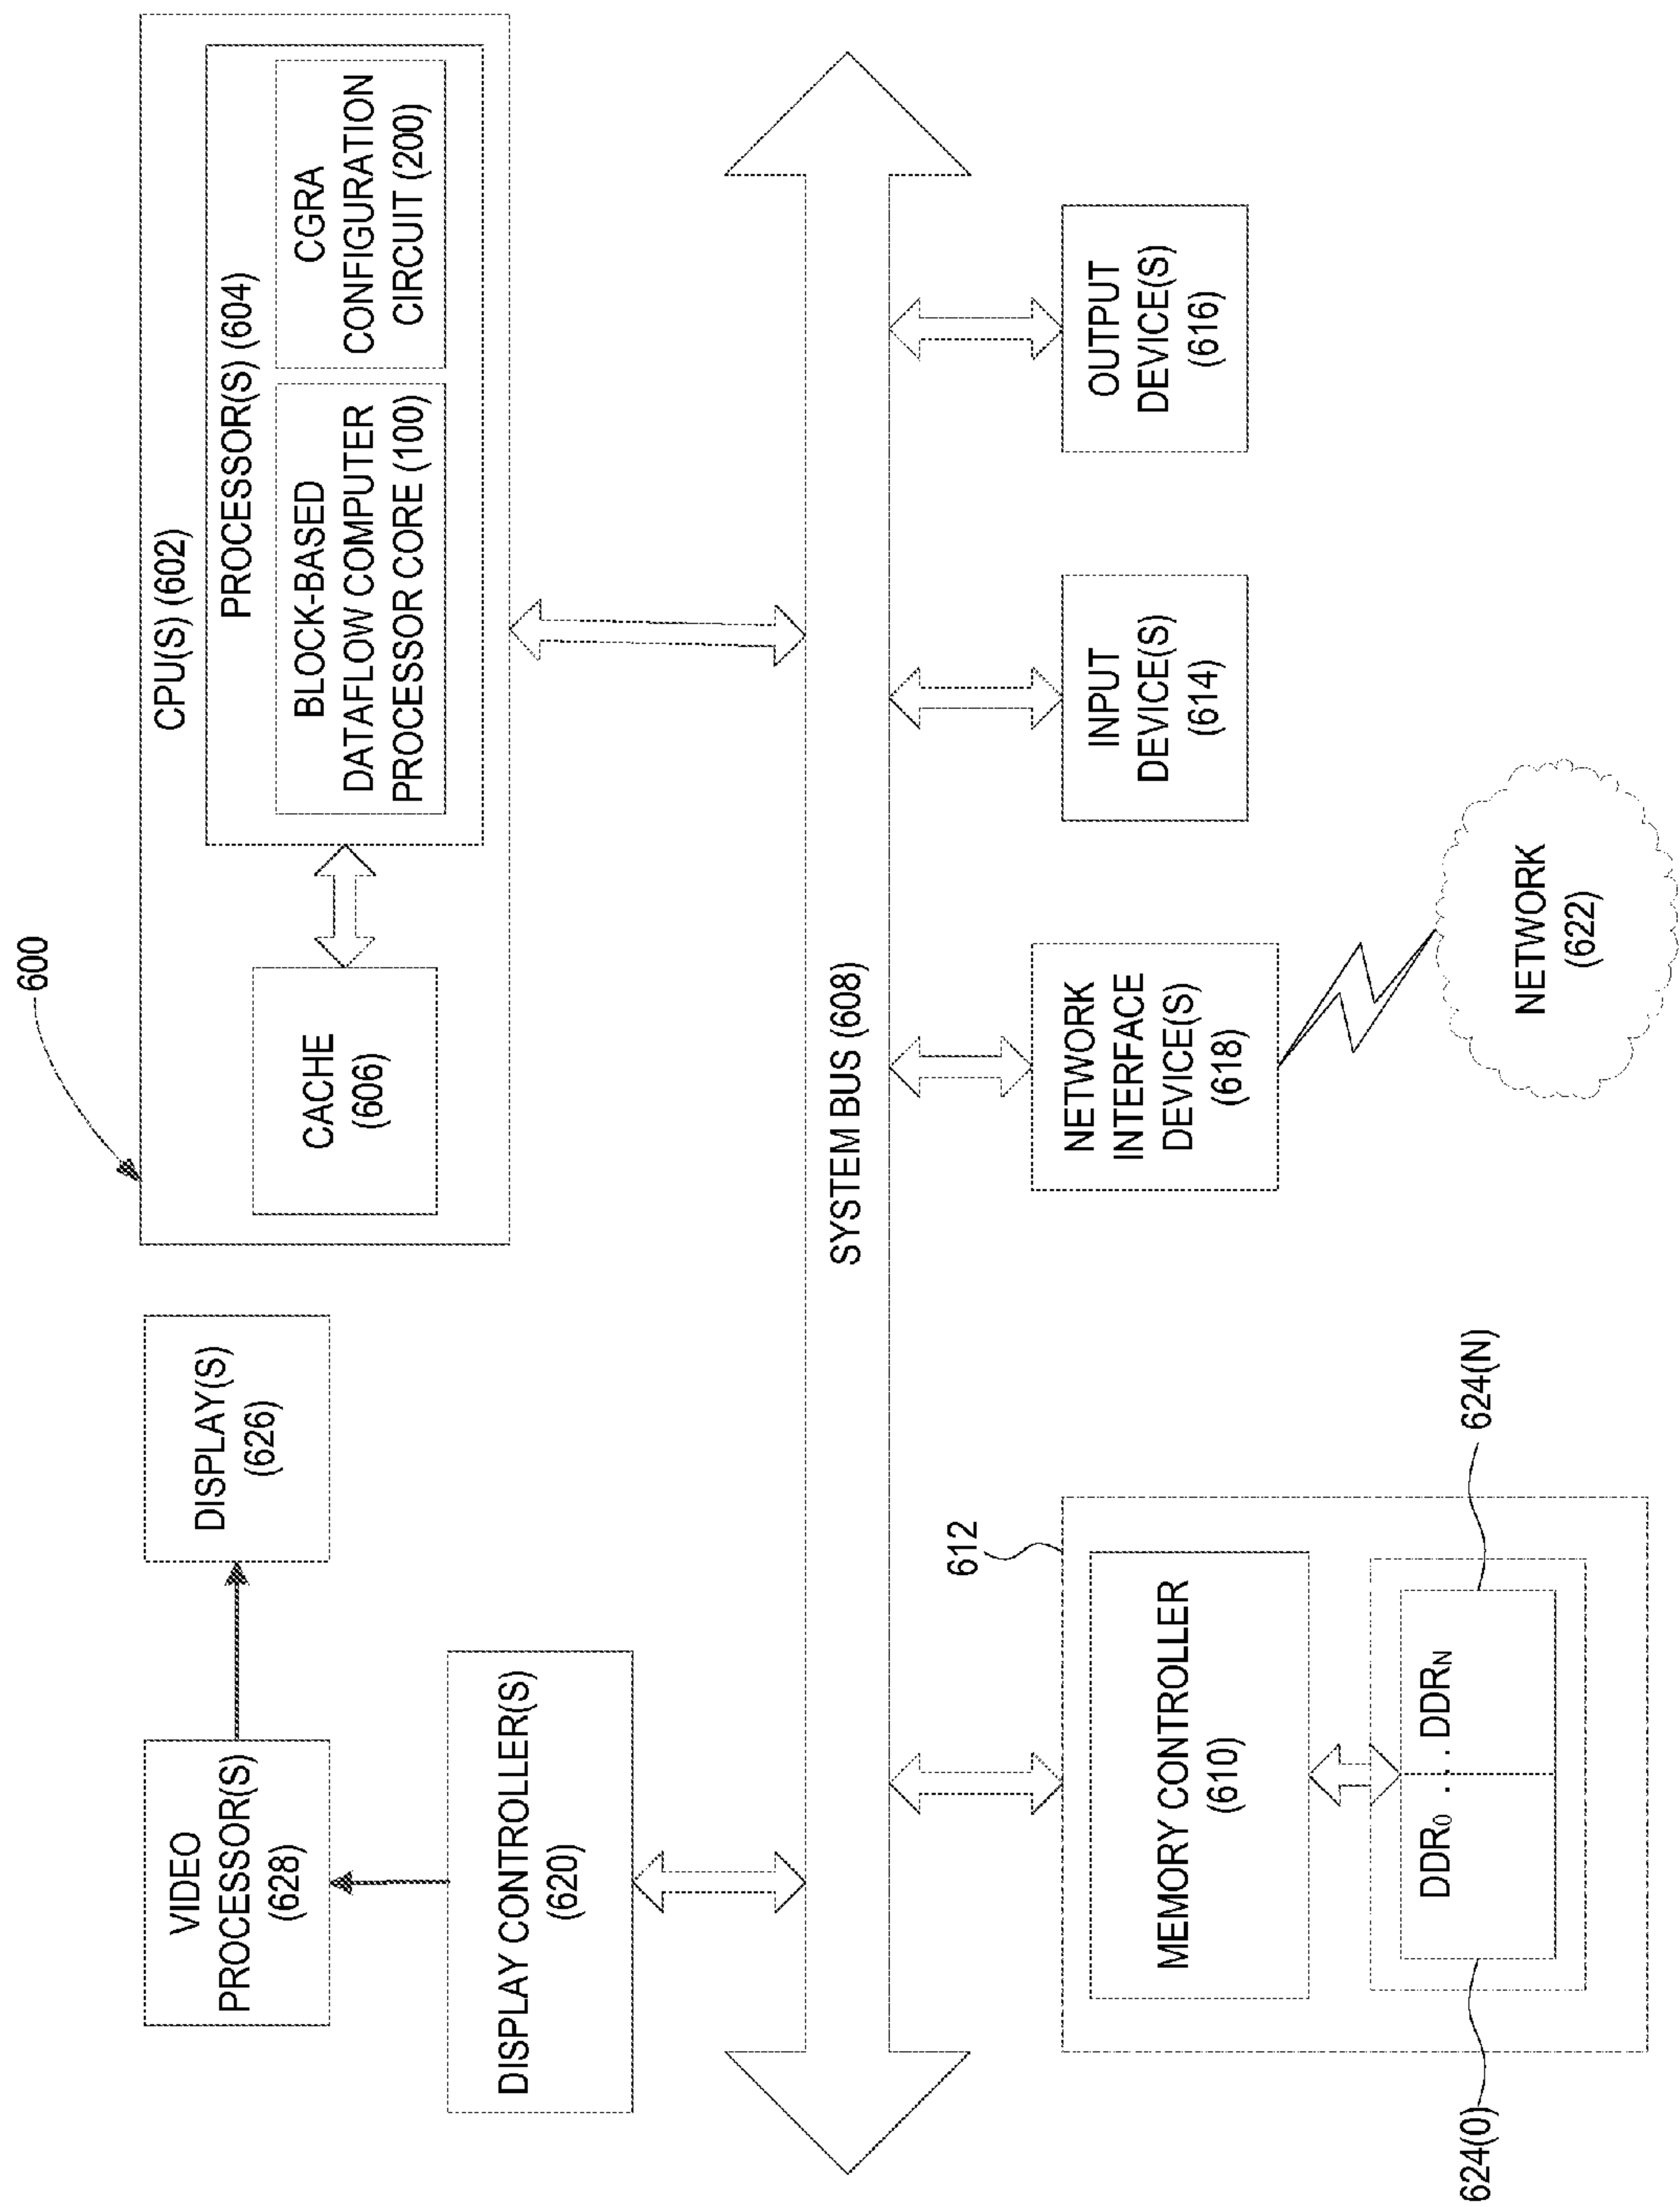 600
CPU(S) (602)
PROCESSOR(S) (604)
CACHE
(606)
BLOCK-BASED
DATAFLOW COMPUTER
PROCESSOR CORE (100)
CGRA
CONFIGURATION
CIRCUIT (200)
VIDEO
PROCESSOR(S)
(628)
DISPLAY(S)
(626)
DISPLAY CONTROLLER(S)
(620)
SYSTEM BUS (608)
612
MEMORY CONTROLLER
(610)
DDR0 . . . DDRN
624(0)
624(N)
NETWORK
INTERFACE
DEVICE(S)
(618)
INPUT
DEVICE(S)
(614)
OUTPUT
DEVICE(S)
(616)
NETWORK
(622)